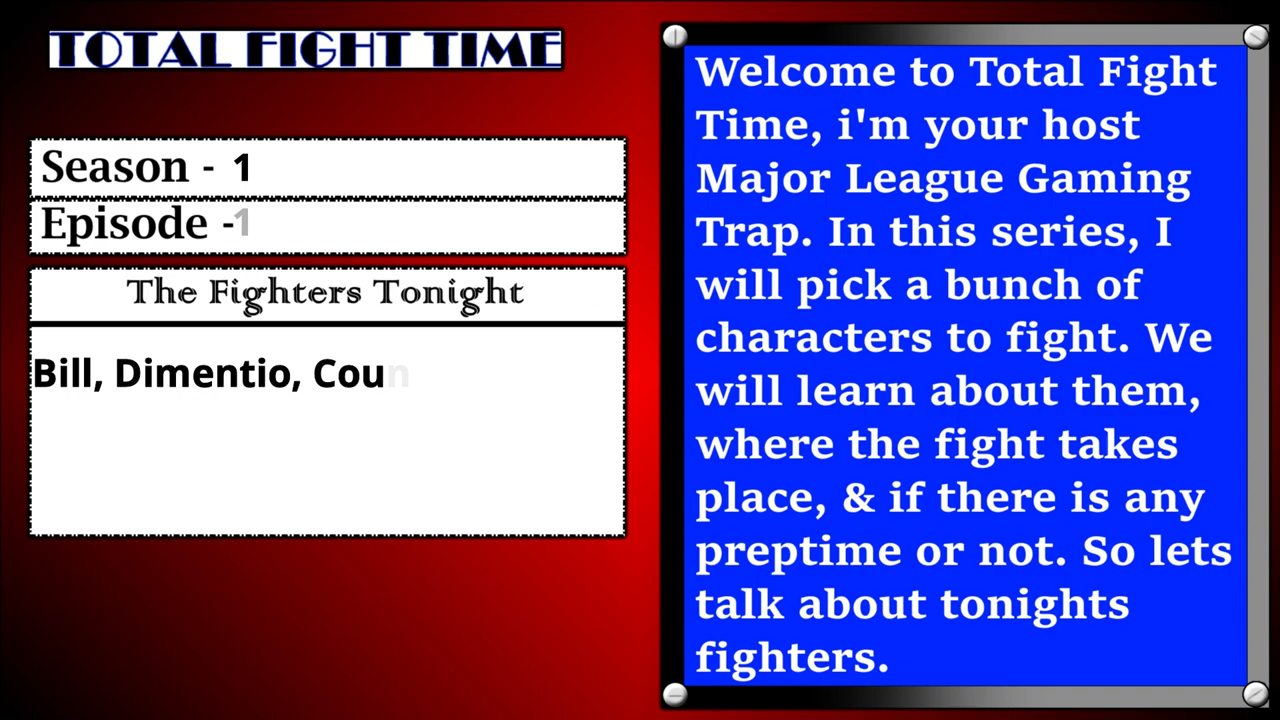 TOTAL FIGHT TIME
Season - 1
Episode -1
The Fighters Tonight
Bill, Dimentio, Coun
Welcome to Total Fight
Time, i'm your host
Major League Gaming
Trap. In this series, I
will pick a bunch of
characters to fight. We
will learn about them,
where the fight takes
place, & if there is any
preptime or not. So lets
talk about tonights
fighters.